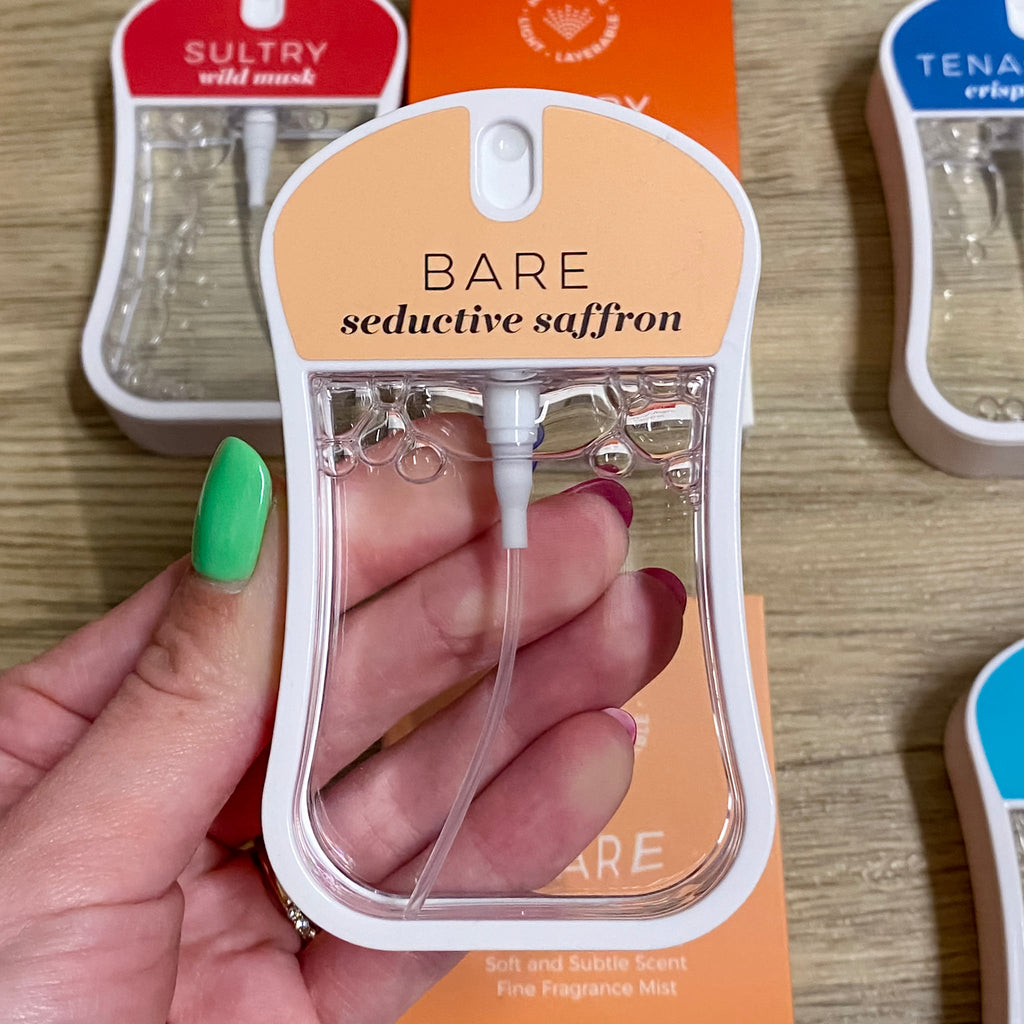 SULTRY
wild musk
LIGHT • LAYERABLE
TENA
crisp
BARE
seductive saffron
ARE
Soft and Subtle Scent
Fine Fragrance Mist